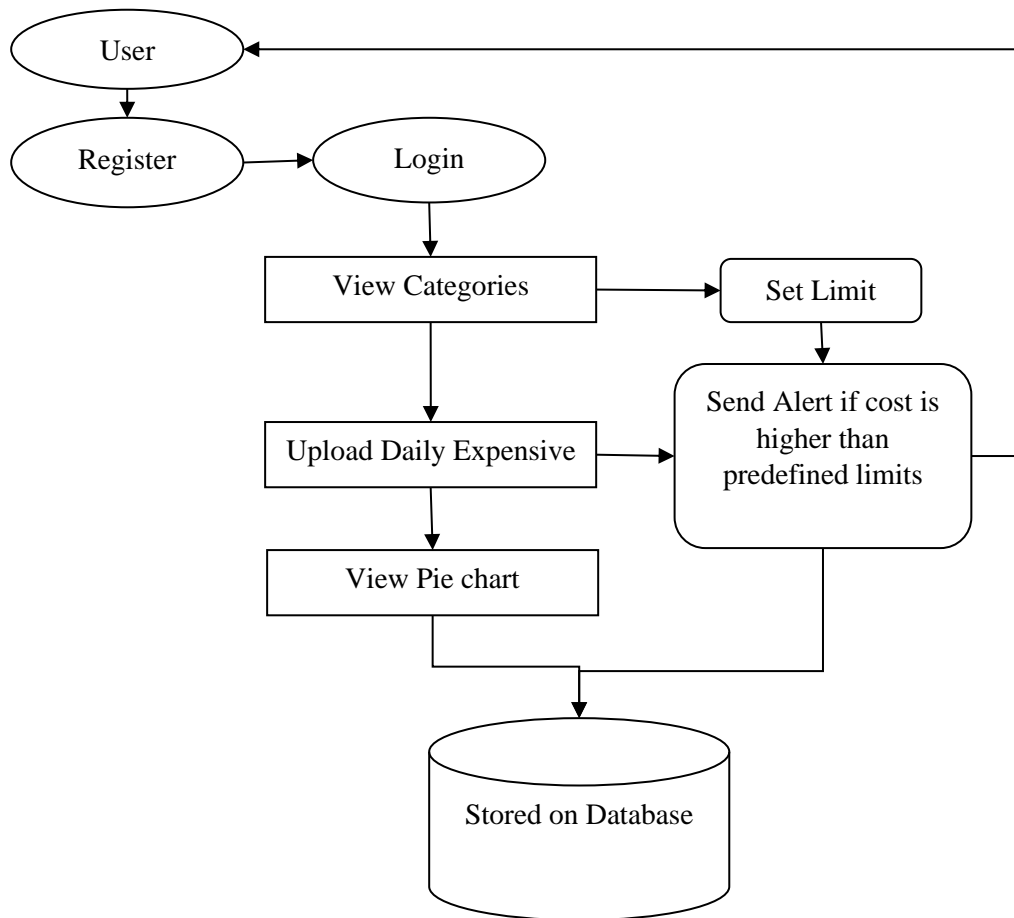 User
Register
Login
View Categories
Set Limit
Send Alert if cost is
higher than
predefined limits
Upload Daily Expensive
View Pie chart
Stored on Database